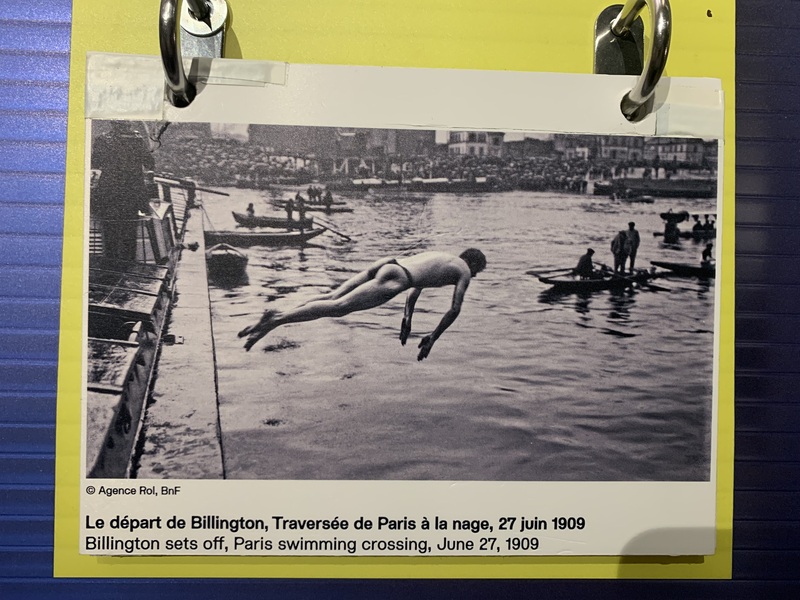 © Agence Rol, BnF
Le départ de Billington, Traversée de Paris à la nage, 27 juin 1909
Billington sets off, Paris swimming crossing, June 27, 1909